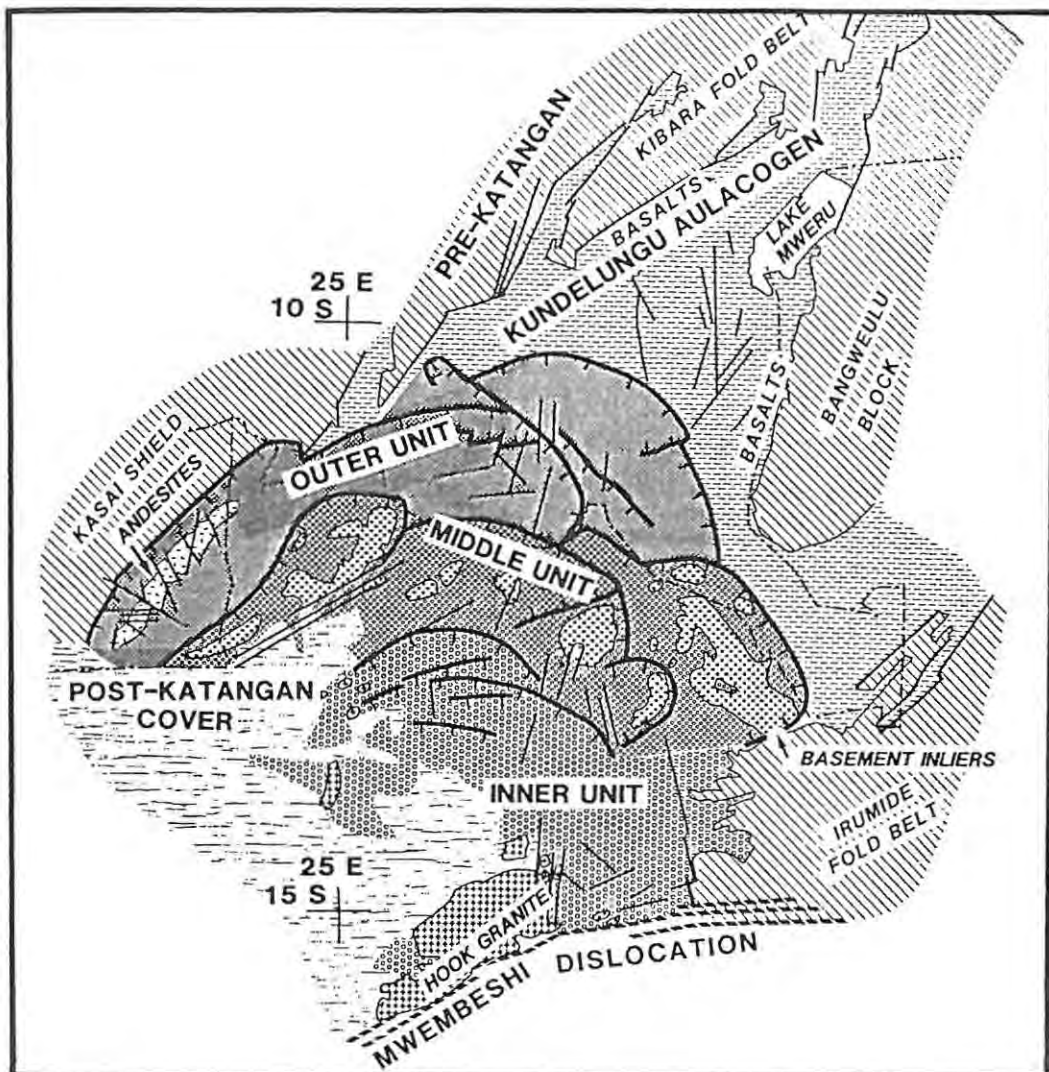 PRE-KATANGAN
KIBARA FOLD BELT
BASALTS
KUNDELUNGU AULACOGEN
LAKE
MWERU
25 E
10 S
BASALTS
BANGWEULU
BLOCK
KASAI SHIELD
ANDESITES
OUTER UNIT
MIDDLE UNIT
POST-KATANGAN
COVER
BASEMENT INLIERS
INNER UNIT
IRUMIDE
FOLD BELT
25 E
15 S
HOOK GRANITE
MWEMBESHI DISLOCATION